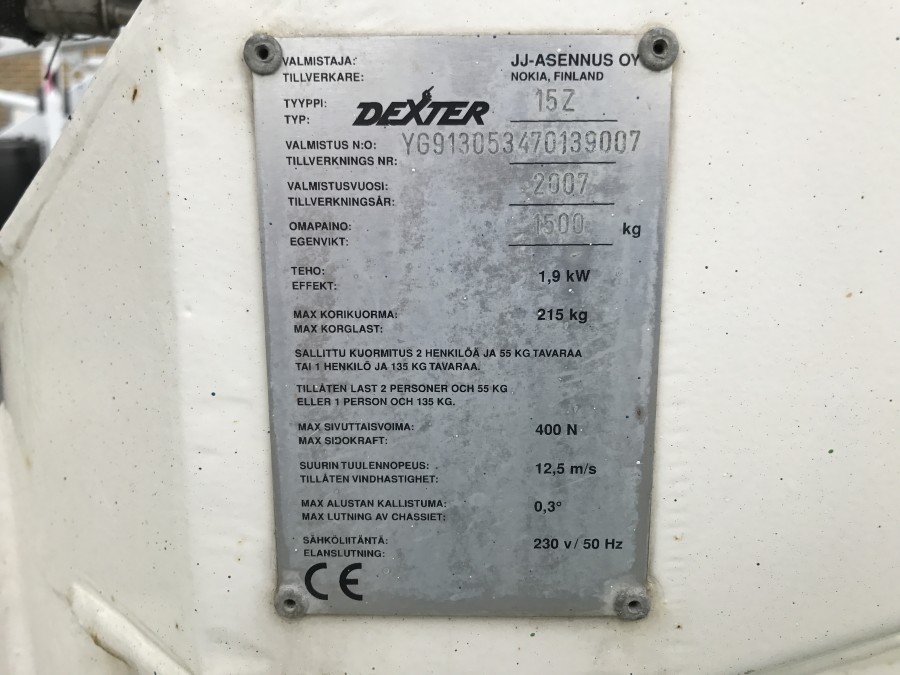 VALMISTAJA: JJ-ASENNUS OY
TILLVERKARE: NOKIA, FINLAND
TYYPPI: DEXTER 15Z
TYP:
VALMISTUS N:O: YG913053470139007
TILLVERKNINGS NR:
VALMISTUSVUOSI: 2007
TILLVERKNINGSÅR:
OMAPAINO: 1500 kg
EGENVIKT:
TEHO: 1,9 kW
EFFEKT:
MAX KORIKUORMA: 215 kg
MAX KORGLAST:
SALLITTU KUORMITUS 2 HENKILÖÄ JA 55 KG TAVARAA
TAI 1 HENKILÖ JA 135 KG TAVARAA.
TILLÅTEN LAST 2 PERSONER OCH 55 KG
ELLER 1 PERSON OCH 135 KG.
MAX SIVUTTAISVOIMA: 400 N
MAX SIDOKRAFT:
SUURIN TUULENNOPEUS: 12,5 m/s
TILLÅTEN VINDHASTIGHET:
MAX ALUSTAN KALLISTUMA: 0,3°
MAX LUTNING AV CHASSIET:
SÄHKÖLIITÄNTÄ: 230 v/ 50 Hz
ELANSLUTNING:
CE